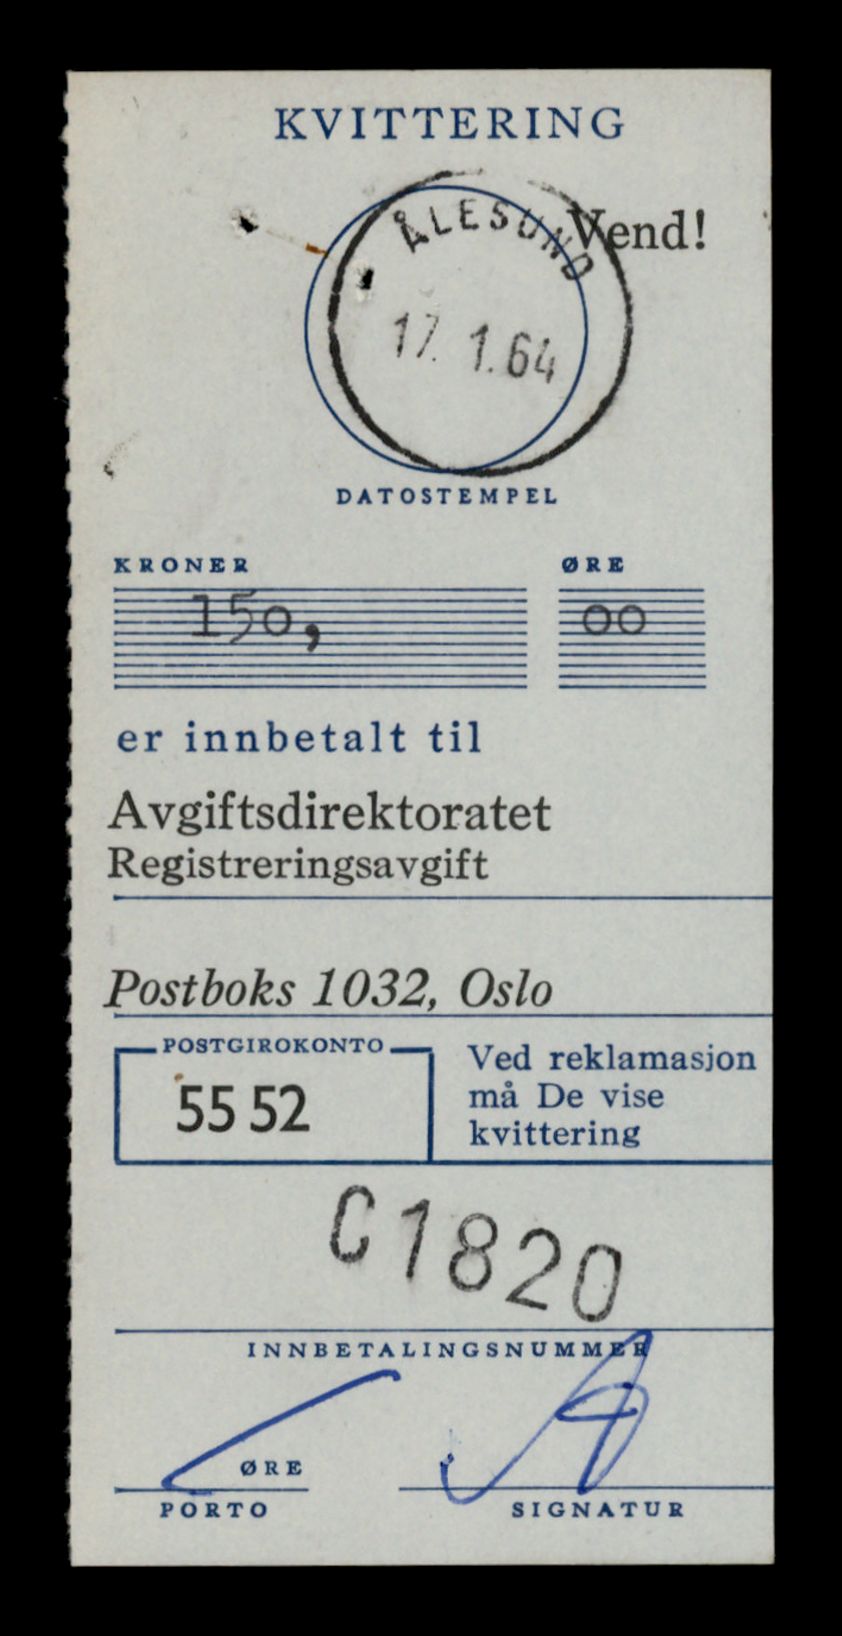 KVITTERING
Vend!
ÅLESUND
17. 1. 64
DATOSTEMPEL
KRONER ØRE
150, 00
er innbetalt til
Avgiftsdirektoratet
Registreringsavgift
Postboks 1032, Oslo
POSTGIROKONTO
55 52
Ved reklamasjon
må De vise
kvittering
C1820
INNBETALINGSNUMMER
ØRE
PORTO SIGNATUR